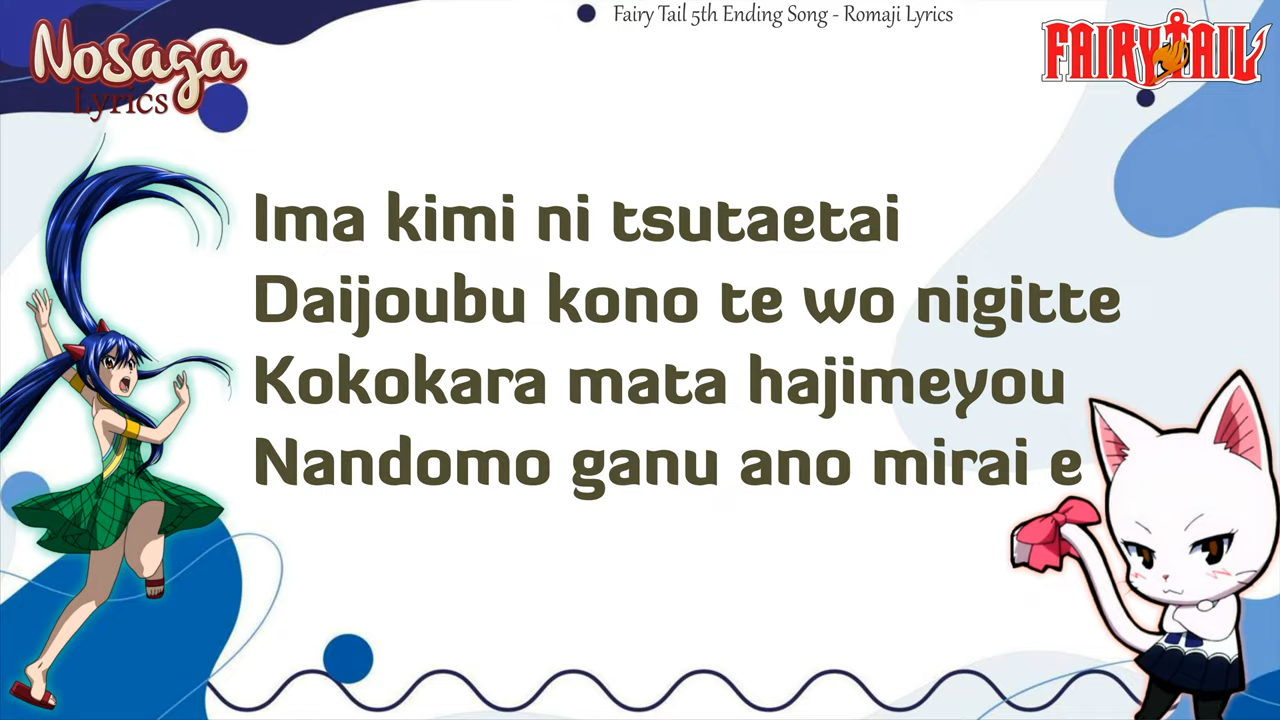 Fairy Tail 5th Ending Song - Romaji Lyrics
Nosaga
Lyrics
FAIRY TAIL
Ima kimi ni tsutaetai
Daijoubu kono te wo nigitte
Kokokara mata hajimeyou
Nandomo ganu ano mirai e